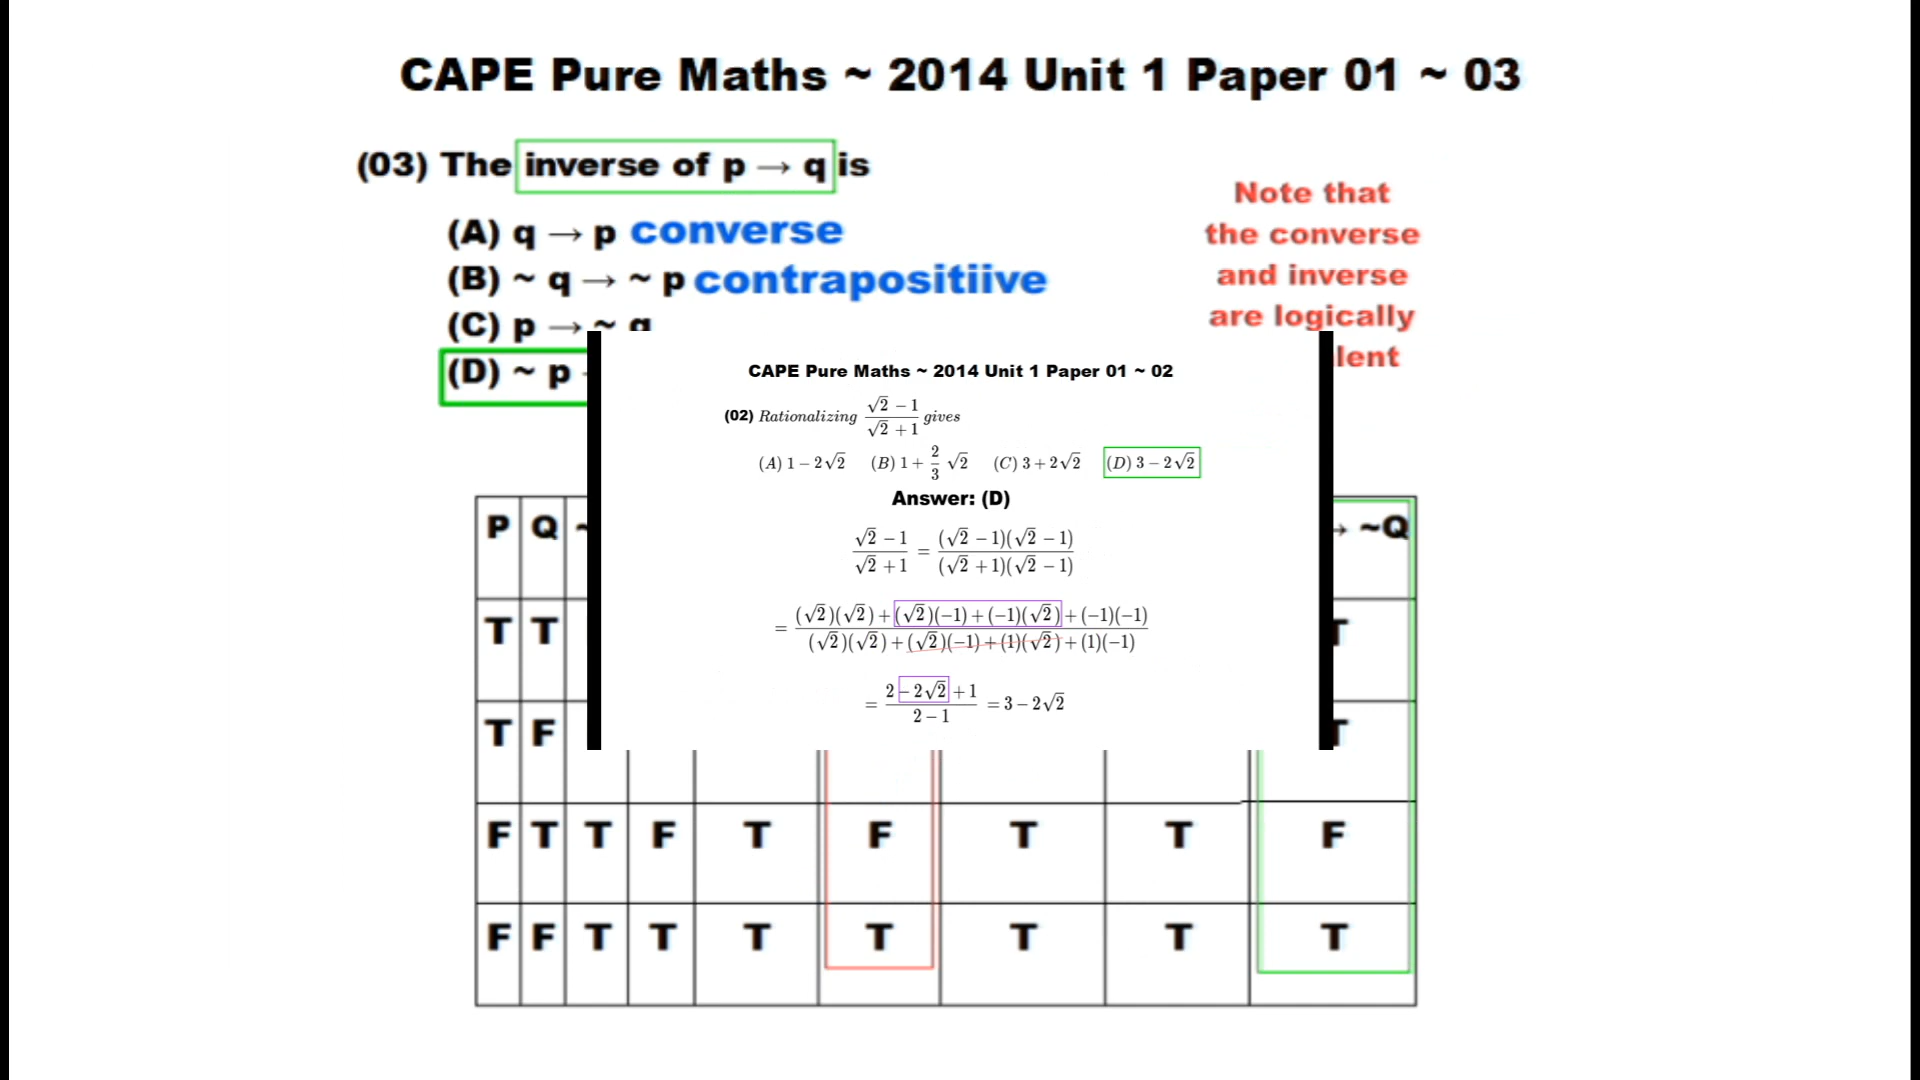 CAPE Pure Maths ~ 2014 Unit 1 Paper 01 ~ 03
(03) The inverse of p → q is
(A) q → p converse
(B) ~ q → ~ p contrapositiive
(C) p → ~ q
(D) ~ p
Note that
the converse
and inverse
are logically
CAPE Pure Maths ~ 2014 Unit 1 Paper 01 ~ 02
(02) Rationalizing (√2 − 1)/(√2 + 1) gives
(A) 1 − 2√2 (B) 1 + 2/3 √2 (C) 3 + 2√2 (D) 3 − 2√2
Answer: (D)
(√2 − 1)/(√2 + 1) = (√2 − 1)(√2 − 1)/(√2 + 1)(√2 − 1)
= (√2)(√2) + (√2)(−1) + (−1)(√2) + (−1)(−1)/(√2)(√2) + (√2)(−1) + (1)(√2) + (1)(−1)
= 2 − 2√2 + 1/2 − 1 = 3 − 2√2
P Q ~ → ~Q
T T T
T F T
F T T F T F T T F
F F T T T T T T T